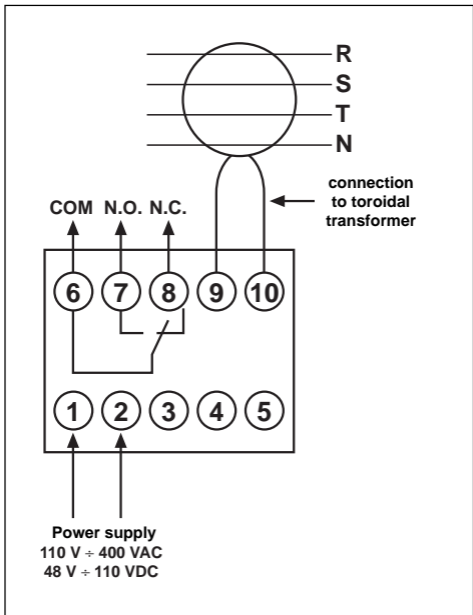 R
S
T
N
connection
to toroidal
transformer
COM N.O. N.C.
6 7 8 9 10
1 2 3 4 5
Power supply
110 V ÷ 400 VAC
48 V ÷ 110 VDC